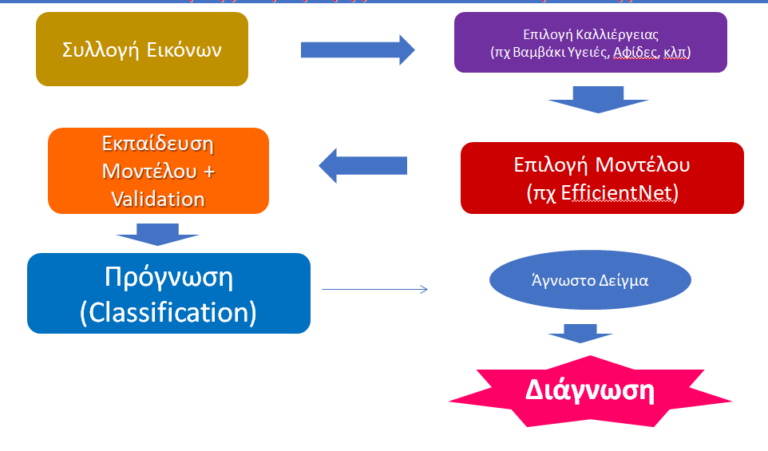 Συλλογή Εικόνων
Επιλογή Καλλιέργειας
(πχ Βαμβάκι Υγειές, Αφίδες, κλπ)
Επιλογή Μοντέλου
(πχ EfficientNet)
Εκπαίδευση
Μοντέλου +
Validation
Πρόγνωση
(Classification)
Άγνωστο Δείγμα
Διάγνωση